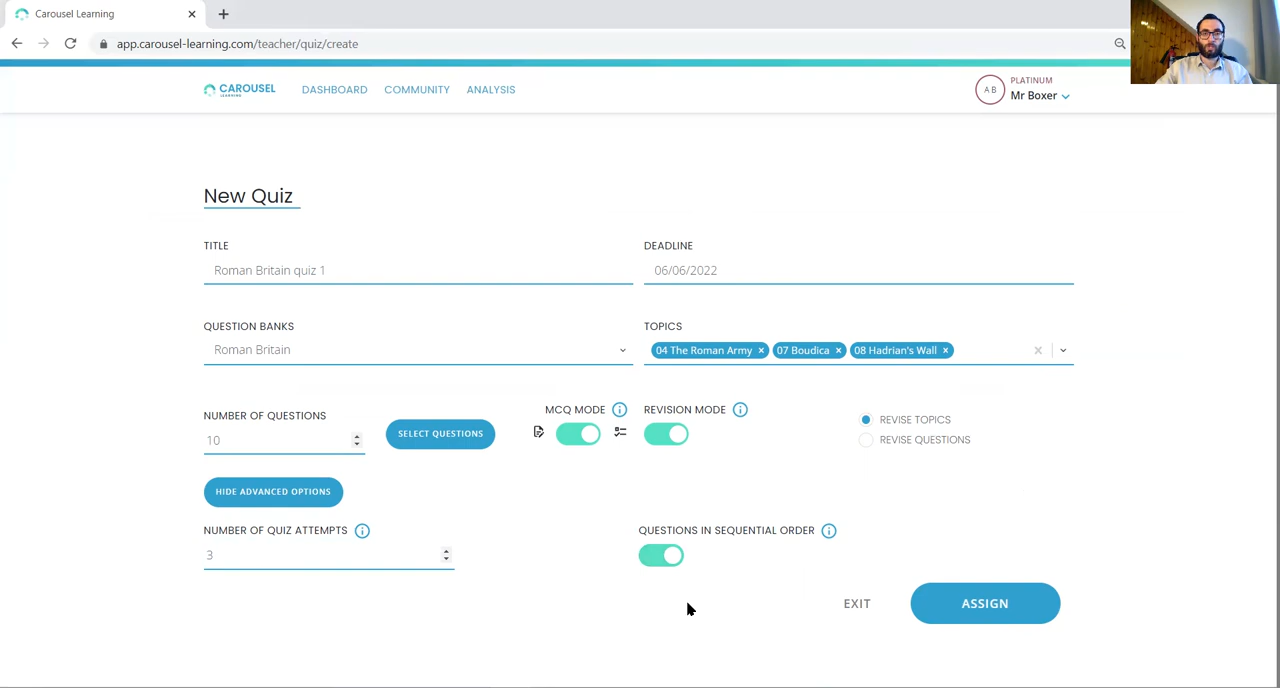 Carousel Learning
app.carousel-learning.com/teacher/quiz/create
CAROUSEL
LEARNING
DASHBOARD
COMMUNITY
ANALYSIS
A B
PLATINUM
Mr Boxer
New Quiz
TITLE
DEADLINE
Roman Britain quiz 1
06/06/2022
QUESTION BANKS
TOPICS
Roman Britain
04 The Roman Army
07 Boudica
08 Hadrian's Wall
NUMBER OF QUESTIONS
MCQ MODE
REVISION MODE
10
SELECT QUESTIONS
REVISE TOPICS
REVISE QUESTIONS
HIDE ADVANCED OPTIONS
NUMBER OF QUIZ ATTEMPTS
QUESTIONS IN SEQUENTIAL ORDER
3
EXIT
ASSIGN